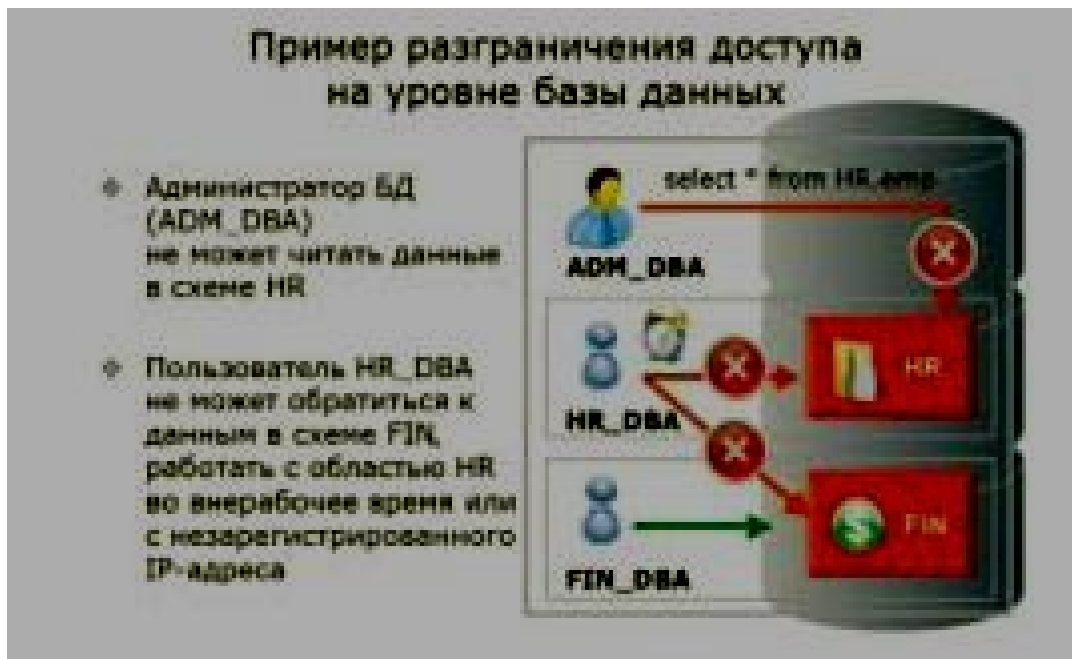 Пример разграничения доступа
на уровне базы данных
Администратор БД
(ADM_DBA)
не может читать данные
в схеме HR
Пользователь HR_DBA
не может обратиться к
данным в схеме FIN,
работать с областью HR
во внерабочее время или
с незарегистрированного
IP-адреса
select * from HR.emp
ADM_DBA
HR_DBA
HR
FIN_DBA
FIN